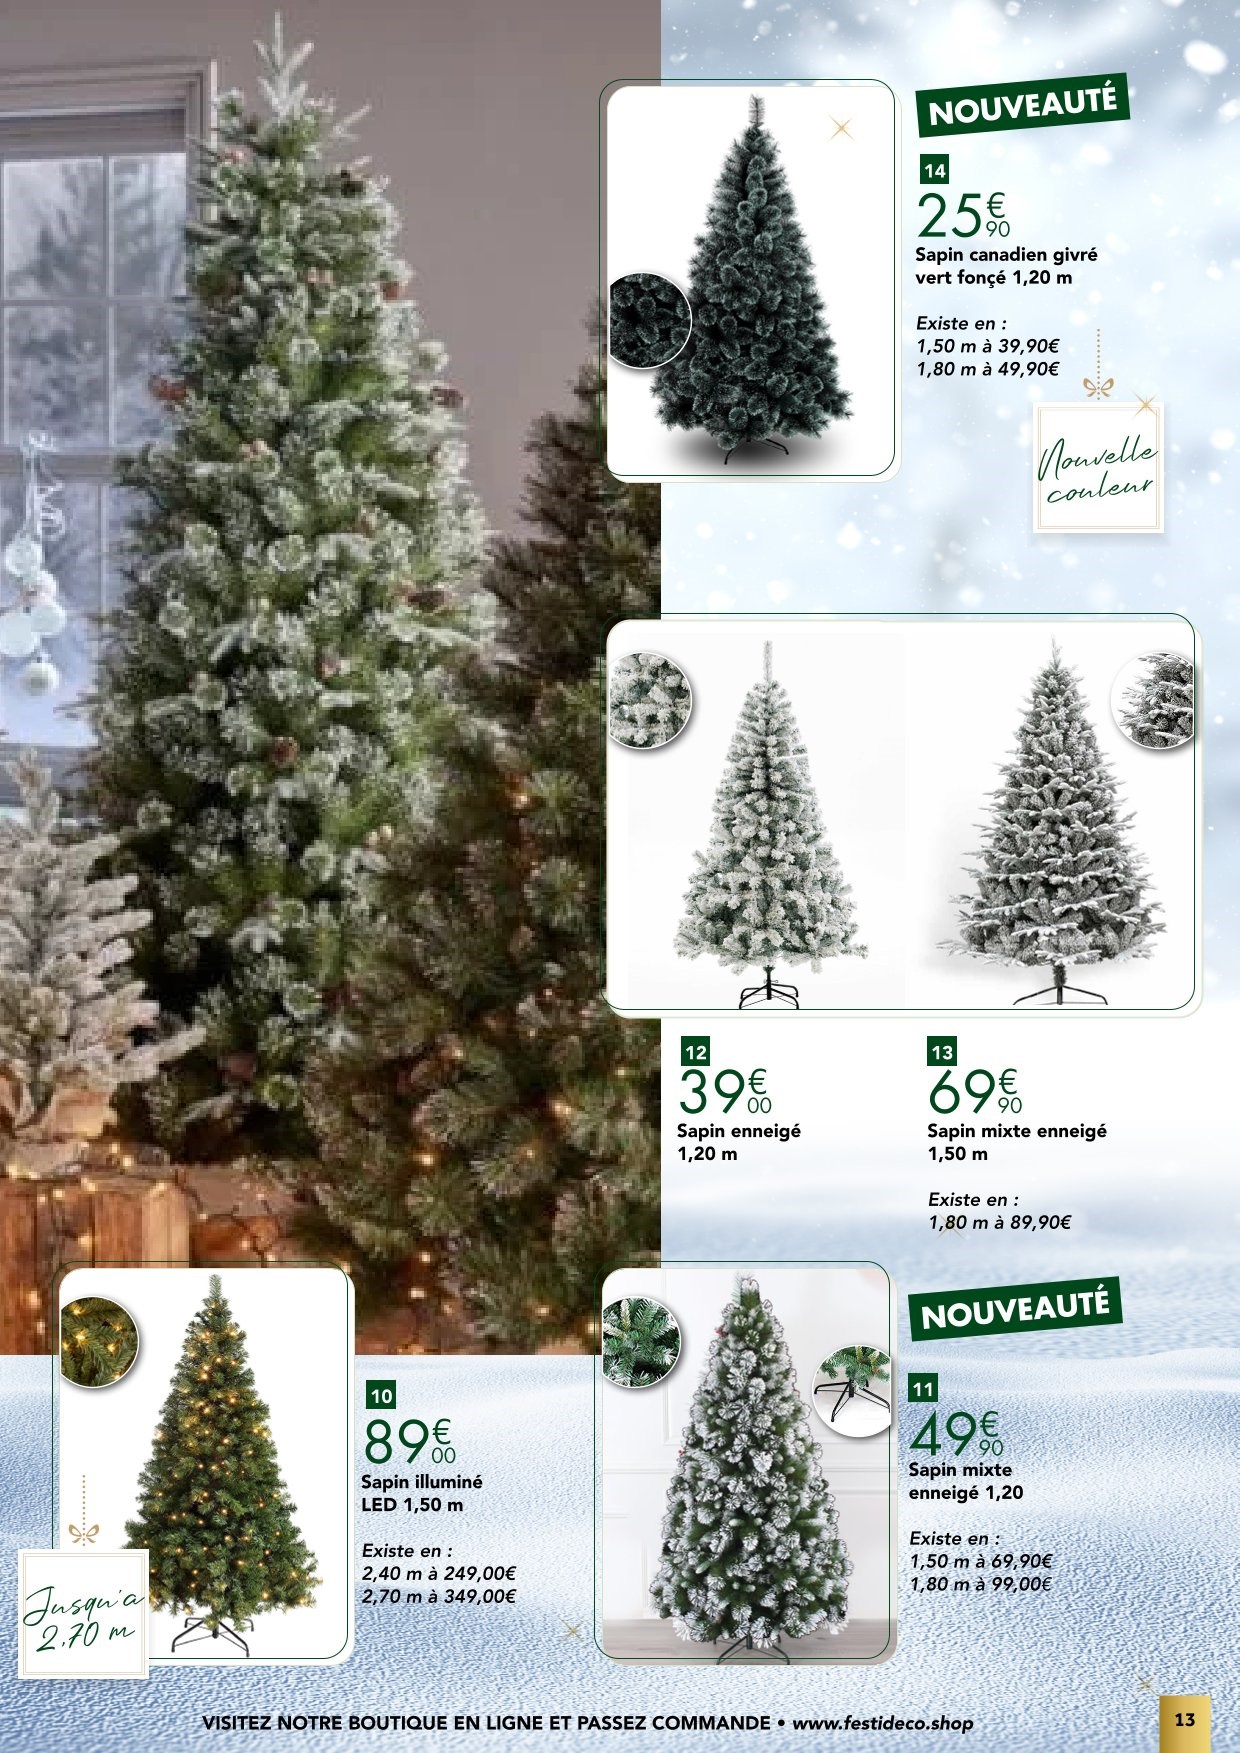 NOUVEAUTÉ
14
25€90
Sapin canadien givré
vert fonçé 1,20 m
Existe en :
1,50 m à 39,90€
1,80 m à 49,90€
Nouvelle
couleur
12
39€00
Sapin enneigé
1,20 m
13
69€90
Sapin mixte enneigé
1,50 m
Existe en :
1,80 m à 89,90€
10
89€00
Sapin illuminé
LED 1,50 m
Existe en :
2,40 m à 249,00€
2,70 m à 349,00€
Jusqu'a
2,70 m
NOUVEAUTÉ
11
49€90
Sapin mixte
enneigé 1,20
Existe en :
1,50 m à 69,90€
1,80 m à 99,00€
VISITEZ NOTRE BOUTIQUE EN LIGNE ET PASSEZ COMMANDE • www.festideco.shop
13